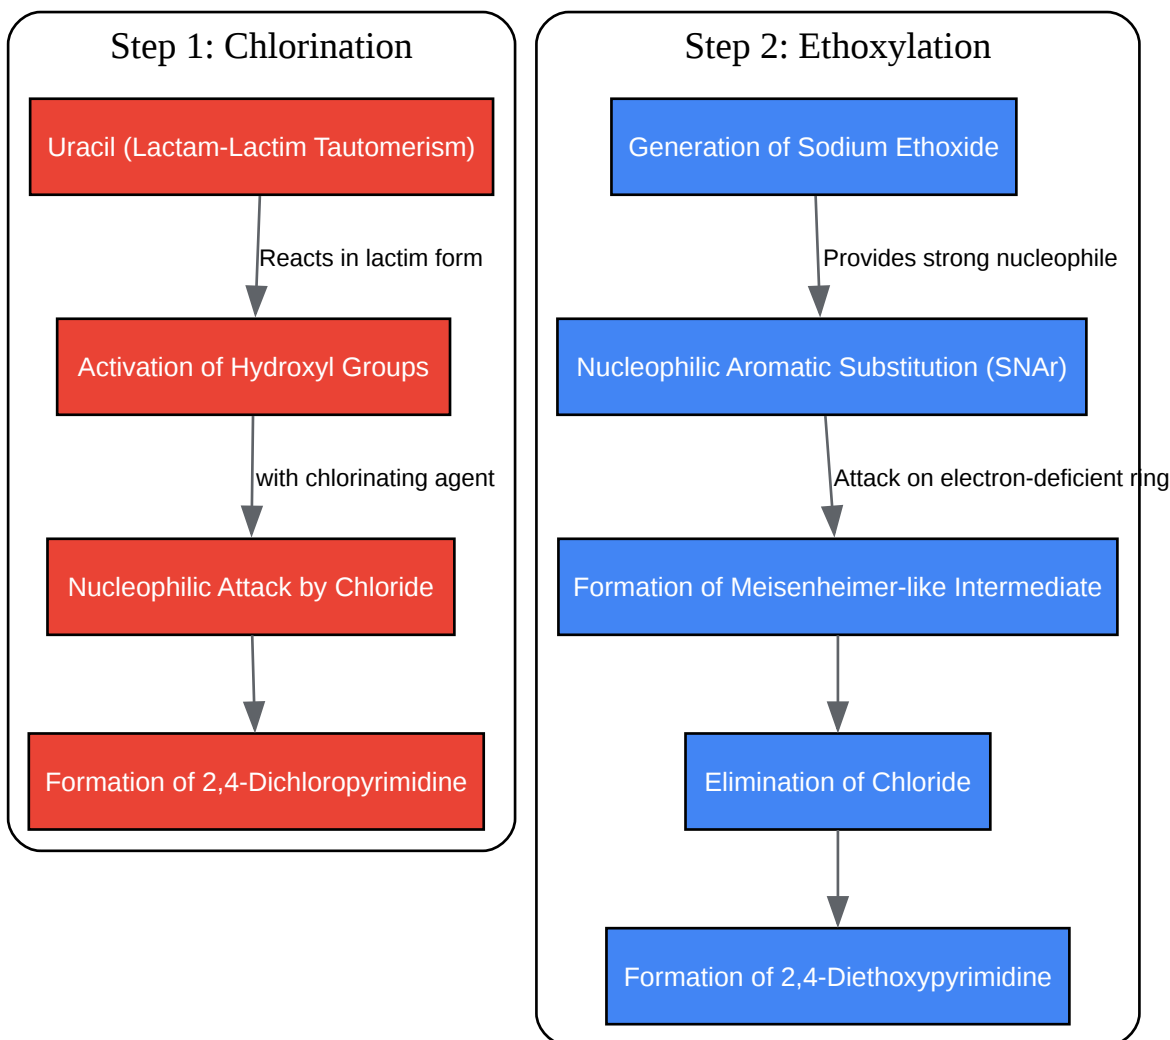 Step 1: Chlorination
Uracil (Lactam-Lactim Tautomerism)
Reacts in lactim form
Activation of Hydroxyl Groups
with chlorinating agent
Nucleophilic Attack by Chloride
Formation of 2,4-Dichloropyrimidine
Step 2: Ethoxylation
Generation of Sodium Ethoxide
Provides strong nucleophile
Nucleophilic Aromatic Substitution (SNAr)
Attack on electron-deficient ring
Formation of Meisenheimer-like Intermediate
Elimination of Chloride
Formation of 2,4-Diethoxypyrimidine